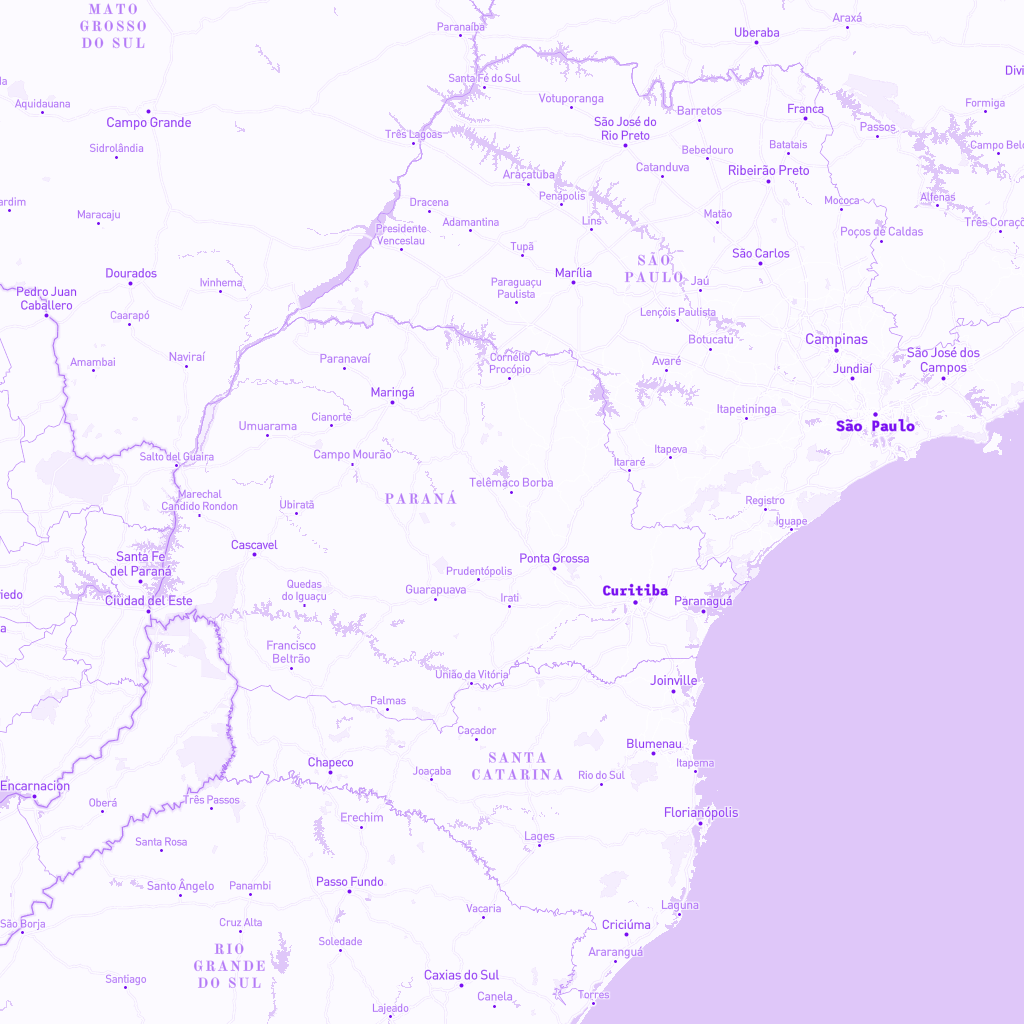 MATO
GROSSO
DO SUL
Paranaíba
Uberaba
Araxá
Santa Fé do Sul
Aquidauana
Campo Grande
Votuporanga
São José do
Rio Preto
Barretos
Franca
Formiga
Passos
Três Lagoas
Sidrolândia
Bebedouro
Batatais
Catanduva
Ribeirão Preto
Araçatuba
Penápolis
Dracena
Mococa
Alfenas
Maracaju
Presidente
Venceslau
Adamantina
Lins
Matão
Poços de Caldas
Tupã
São Carlos
SÃO
PAULO
Dourados
Marília
Ivinhema
Jaú
Pedro Juan
Caballero
Paraguaçu
Paulista
Caarapó
Lençóis Paulista
Botucatu
Campinas
Amambai
Naviraí
Paranavaí
Cornélio
Procópio
Avaré
Jundiaí
São José dos
Campos
Maringá
Cianorte
Itapetininga
Umuarama
São Paulo
Salto del Guaira
Campo Mourão
Itapeva
Itararé
Telêmaco Borba
Marechal
Candido Rondon
PARANÁ
Ubiratã
Registro
Iguape
Cascavel
Santa Fe
del Paraná
Ponta Grossa
Prudentópolis
Quedas
do Iguaçu
Guarapuava
Irati
Curitiba
Ciudad del Este
Paranaguá
Francisco
Beltrão
União da Vitória
Joinville
Palmas
Caçador
Blumenau
Chapeco
Joaçaba
SANTA
CATARINA
Rio do Sul
Itapema
Encarnacion
Oberá
Três Passos
Erechim
Florianópolis
Santa Rosa
Lages
Santo Ângelo
Panambi
Passo Fundo
São Borja
Cruz Alta
Vacaria
Laguna
Criciúma
Soledade
RIO
GRANDE
DO SUL
Araranguá
Santiago
Caxias do Sul
Canela
Torres
Lajeado